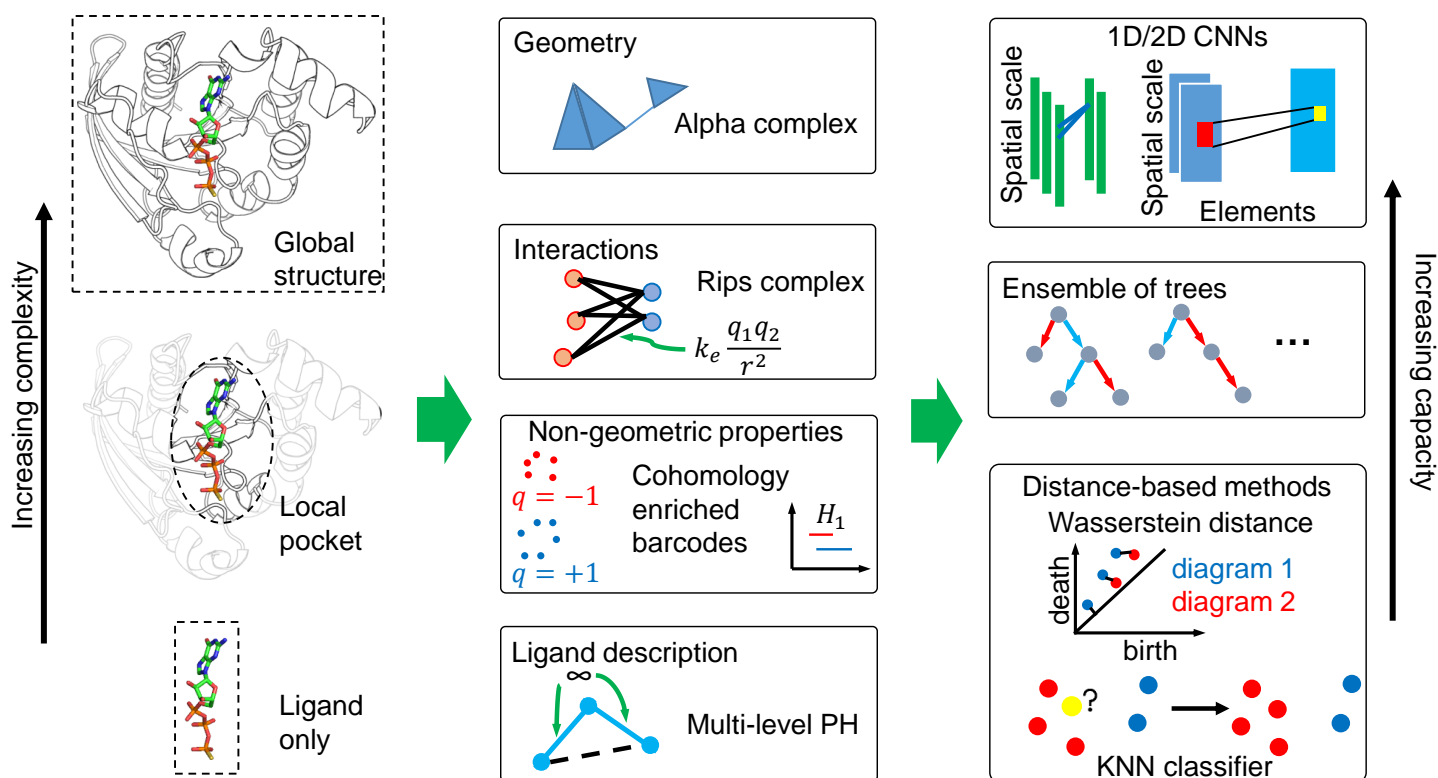 Increasing complexity
Global
structure
Local
pocket
Ligand
only
Geometry
Alpha complex
Interactions
Rips complex
k_e q_1q_2/r^2
Non-geometric properties
q = −1
q = +1
Cohomology
enriched
barcodes
H_1
Ligand description
∞
Multi-level PH
1D/2D CNNs
Spatial scale
Spatial scale
Elements
Ensemble of trees
...
Distance-based methods
Wasserstein distance
death
birth
diagram 1
diagram 2
?
KNN classifier
Increasing capacity